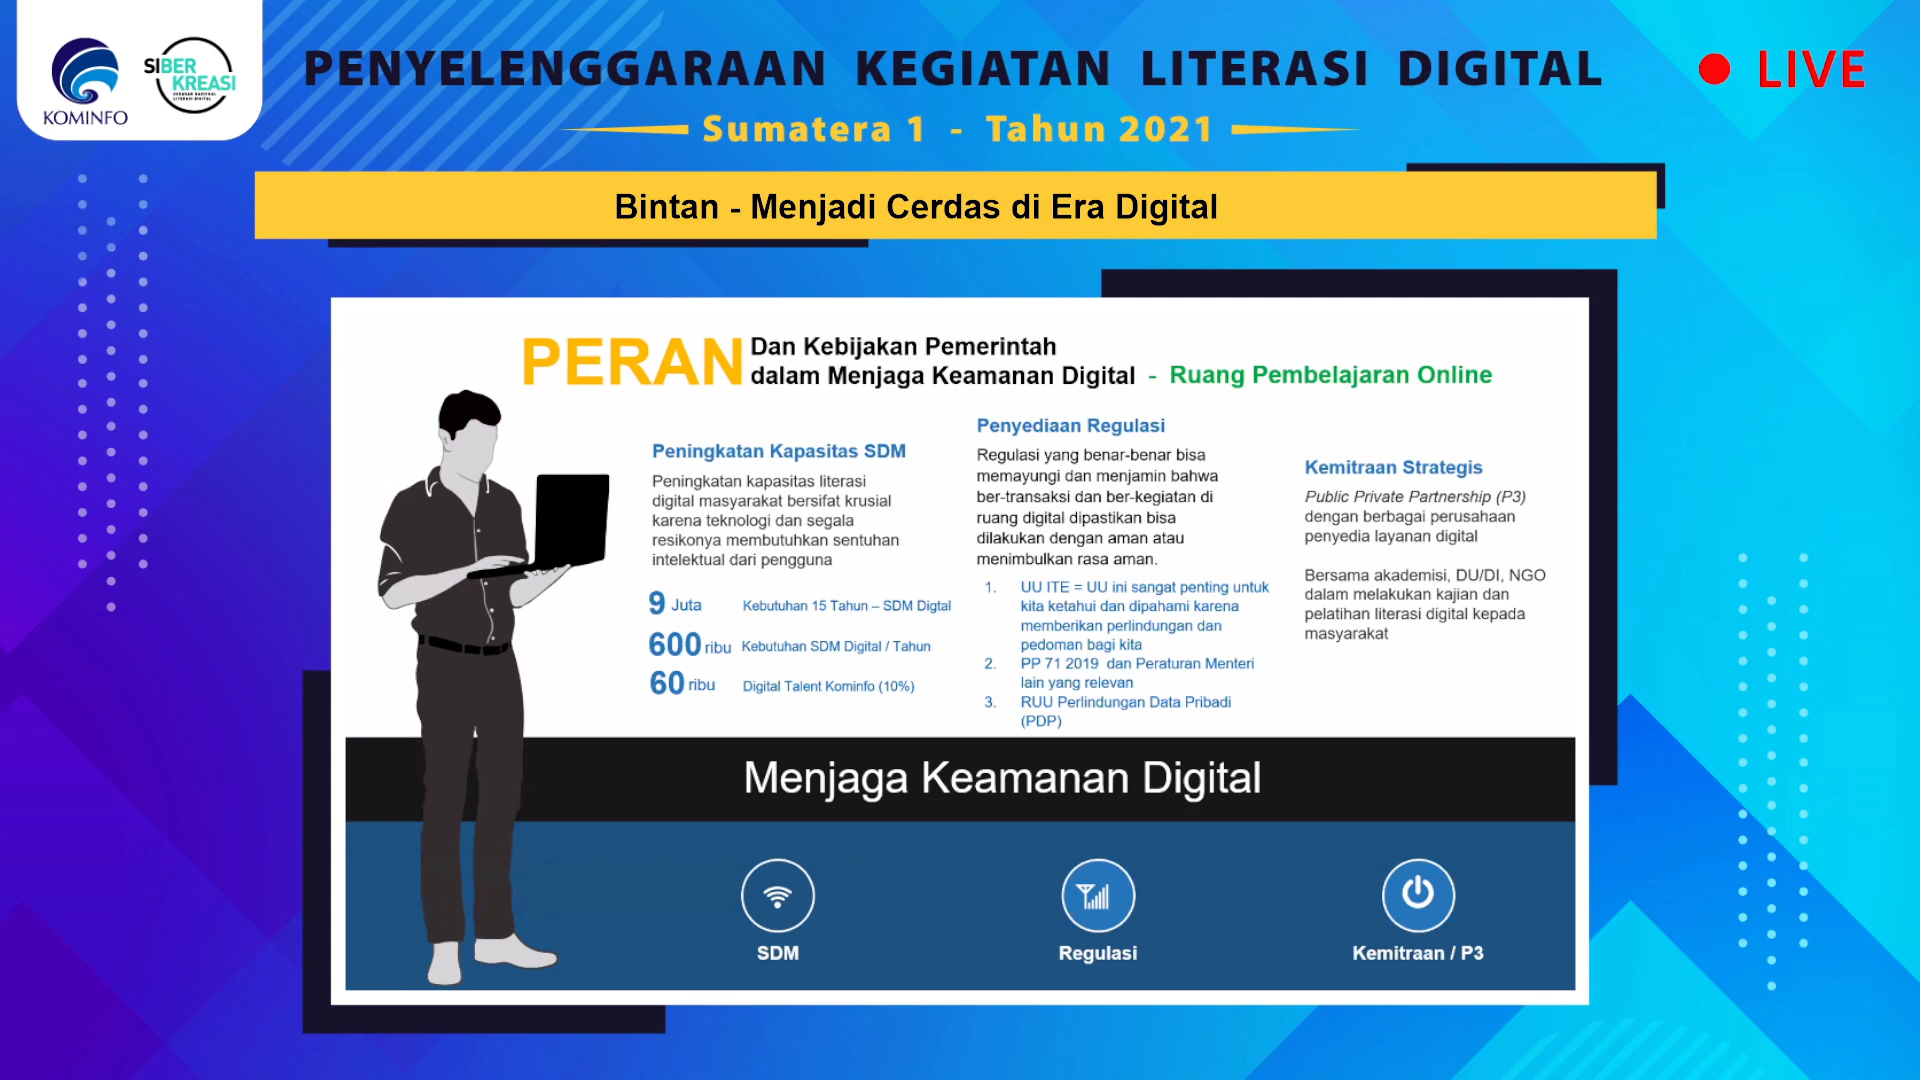 KOMINFO
SIBER
KREASI
GERAKAN NASIONAL
LITERASI DIGITAL
PENYELENGGARAAN KEGIATAN LITERASI DIGITAL
LIVE
Sumatera 1 - Tahun 2021
Bintan - Menjadi Cerdas di Era Digital
PERAN
Dan Kebijakan Pemerintah
dalam Menjaga Keamanan Digital - Ruang Pembelajaran Online
Peningkatan Kapasitas SDM
Peningkatan kapasitas literasi
digital masyarakat bersifat krusial
karena teknologi dan segala
resikonya membutuhkan sentuhan
intelektual dari pengguna
9 Juta Kebutuhan 15 Tahun – SDM Digtal
600 ribu Kebutuhan SDM Digital / Tahun
60 ribu Digital Talent Kominfo (10%)
Penyediaan Regulasi
Regulasi yang benar-benar bisa
memayungi dan menjamin bahwa
ber-transaksi dan ber-kegiatan di
ruang digital dipastikan bisa
dilakukan dengan aman atau
menimbulkan rasa aman.
1. UU ITE = UU ini sangat penting untuk
kita ketahui dan dipahami karena
memberikan perlindungan dan
pedoman bagi kita
2. PP 71 2019 dan Peraturan Menteri
lain yang relevan
3. RUU Perlindungan Data Pribadi
(PDP)
Kemitraan Strategis
Public Private Partnership (P3)
dengan berbagai perusahaan
penyedia layanan digital
Bersama akademisi, DU/DI, NGO
dalam melakukan kajian dan
pelatihan literasi digital kepada
masyarakat
Menjaga Keamanan Digital
SDM
Regulasi
Kemitraan / P3